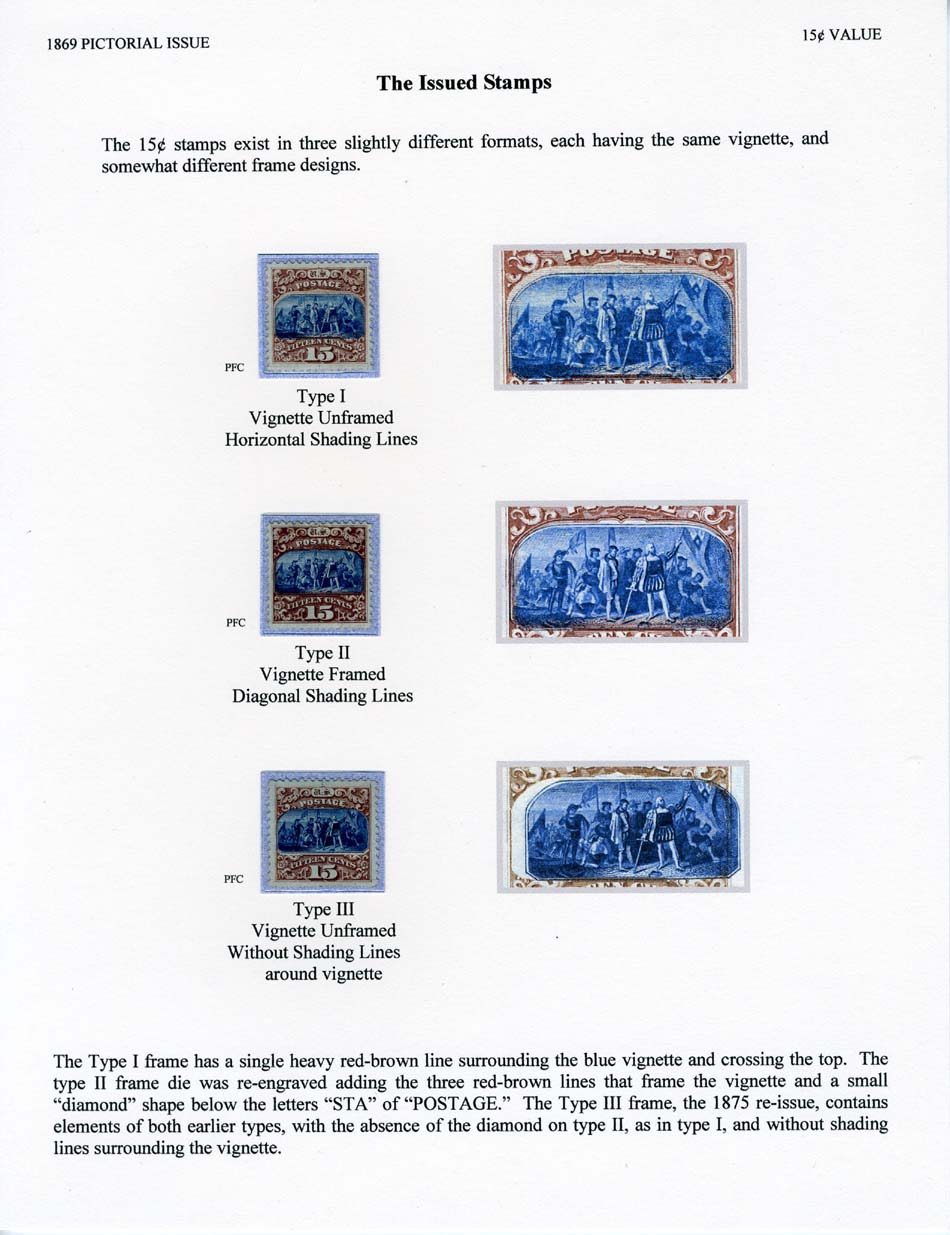 1869 PICTORIAL ISSUE
15¢ VALUE
The Issued Stamps
The 15¢ stamps exist in three slightly different formats, each having the same vignette, and
somewhat different frame designs.
U.S.
POSTAGE
FIFTEEN CENTS
15
POSTAGE
PFC
Type I
Vignette Unframed
Horizontal Shading Lines
U.S.
POSTAGE
FIFTEEN CENTS
15
PFC
Type II
Vignette Framed
Diagonal Shading Lines
U.S.
POSTAGE
FIFTEEN CENTS
15
PFC
Type III
Vignette Unframed
Without Shading Lines
around vignette
The Type I frame has a single heavy red-brown line surrounding the blue vignette and crossing the top. The
type II frame die was re-engraved adding the three red-brown lines that frame the vignette and a small
“diamond” shape below the letters “STA” of “POSTAGE.” The Type III frame, the 1875 re-issue, contains
elements of both earlier types, with the absence of the diamond on type II, as in type I, and without shading
lines surrounding the vignette.